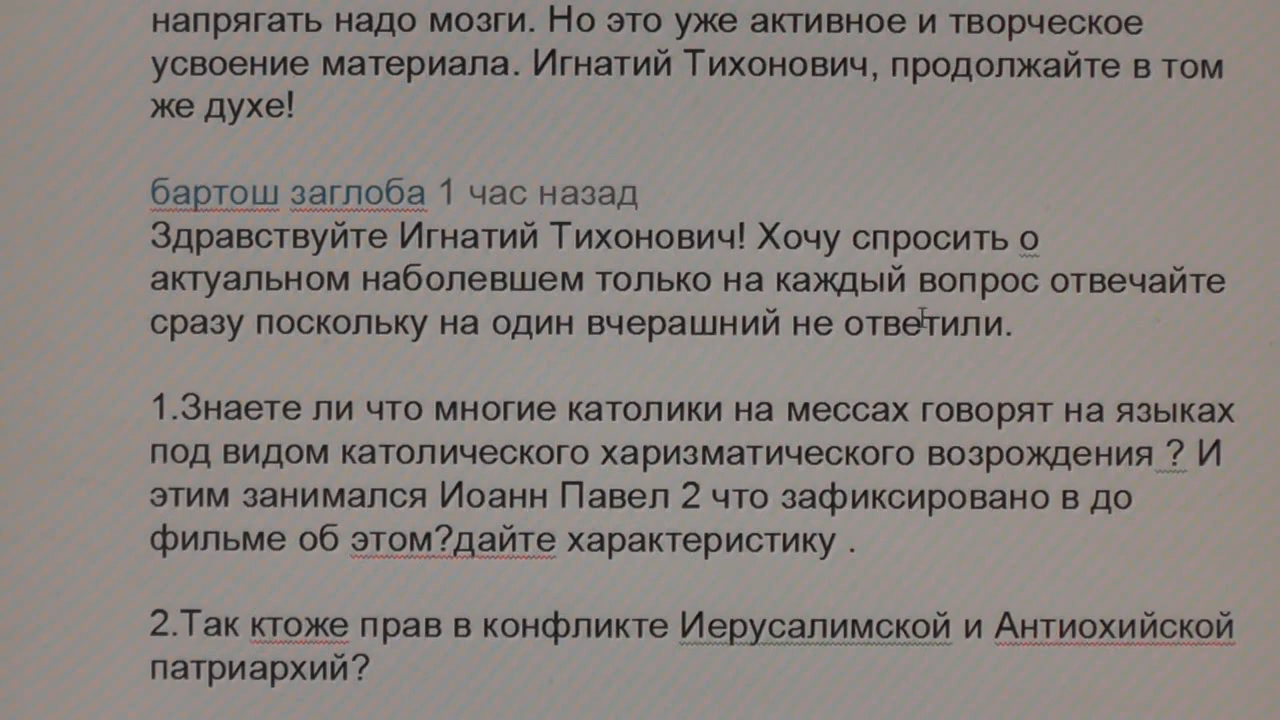 напрягать надо мозги. Но это уже активное и творческое
усвоение материала. Игнатий Тихонович, продолжайте в том
же духе!
бартош заглоба 1 час назад
Здравствуйте Игнатий Тихонович! Хочу спросить о
актуальном наболевшем только на каждый вопрос отвечайте
сразу поскольку на один вчерашний не ответили.
1.Знаете ли что многие католики на мессах говорят на языках
под видом католического харизматического возрождения ? И
этим занимался Иоанн Павел 2 что зафиксировано в до
фильме об этом?дайте характеристику .
2.Так ктоже прав в конфликте Иерусалимской и Антиохийской
патриархий?